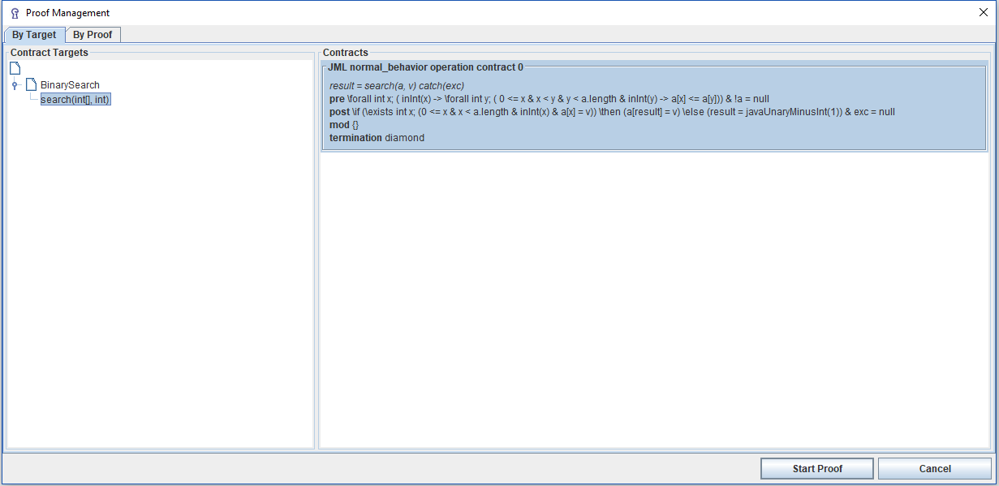 Proof Management
By Target
By Proof
Contract Targets
BinarySearch
search(int[], int)
Contracts
JML normal_behavior operation contract 0
result = search(a, v) catch(exc)
pre \forall int x; ( inInt(x) -> \forall int y; ( 0 <= x & x < y & y < a.length & inInt(y) -> a[x] <= a[y])) & !a = null
post \if (\exists int x; (0 <= x & x < a.length & inInt(x) & a[x] = v)) \then (a[result] = v) \else (result = javaUnaryMinusInt(1)) & exc = null
mod {}
termination diamond
Start Proof
Cancel